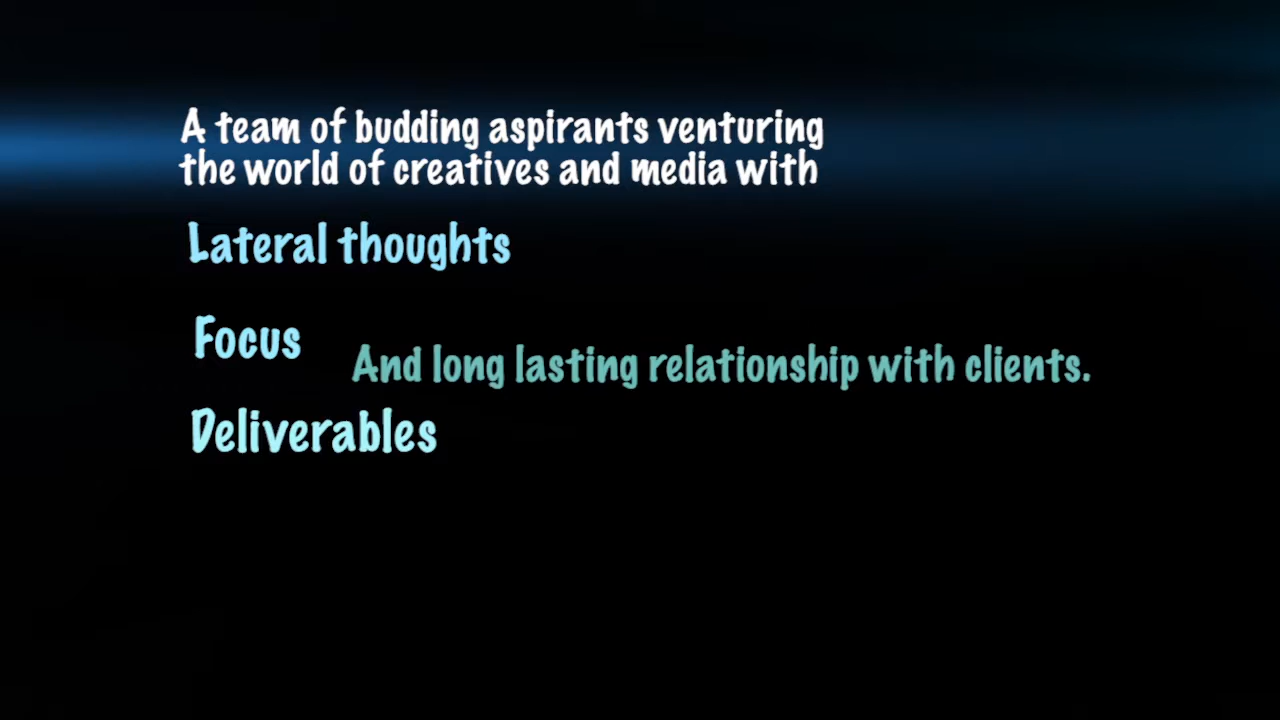 A team of budding aspirants venturing
the world of creatives and media with
Lateral thoughts
Focus
And long lasting relationship with clients.
Deliverables